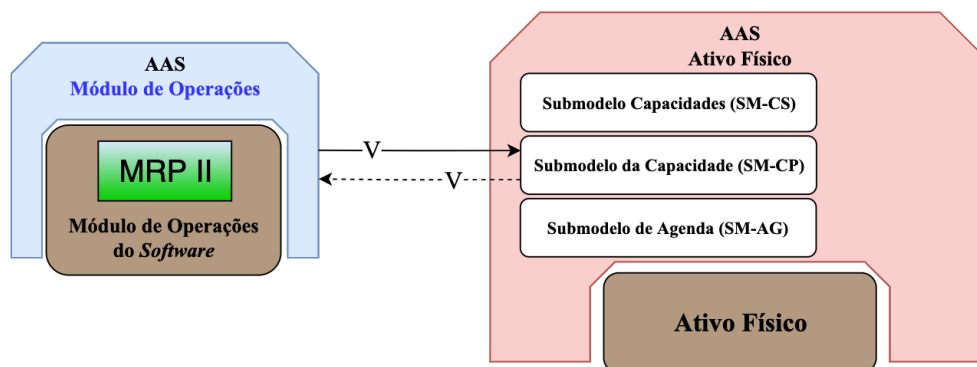 AAS
Módulo de Operações
MRP II
Módulo de Operações
do Software
V
V
AAS
Ativo Físico
Submodelo Capacidades (SM-CS)
Submodelo da Capacidade (SM-CP)
Submodelo de Agenda (SM-AG)
Ativo Físico